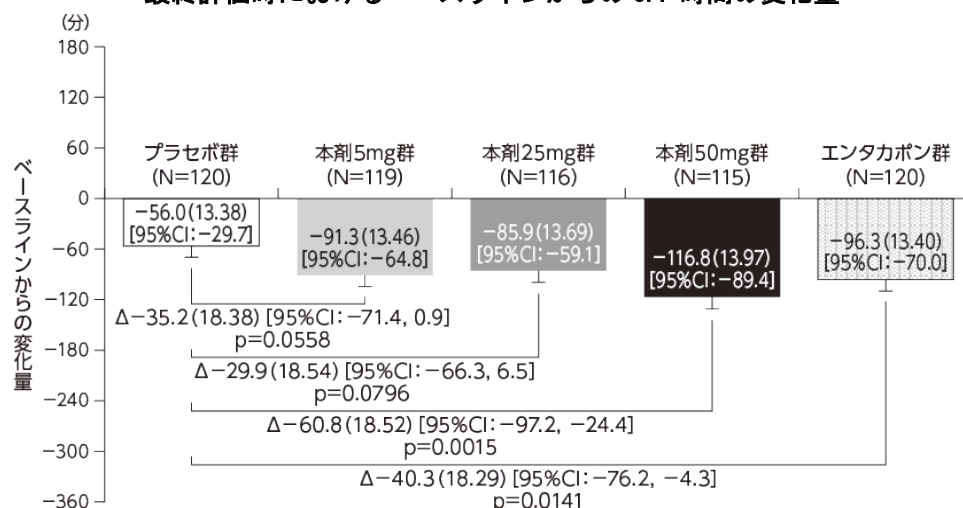 (分)
180
120
60
0
−60
−120
−180
−240
−300
−360
ベースラインからの変化量
プラセボ群
(N=120)
本剤5mg群
(N=119)
本剤25mg群
(N=116)
本剤50mg群
(N=115)
エンタカポン群
(N=120)
−56.0(13.38)
[95%CI:−29.7]
−91.3(13.46)
[95%CI:−64.8]
−85.9(13.69)
[95%CI:−59.1]
−116.8(13.97)
[95%CI:−89.4]
−96.3(13.40)
[95%CI:−70.0]
Δ−35.2(18.38) [95%CI:−71.4, 0.9]
p=0.0558
Δ−29.9(18.54) [95%CI:−66.3, 6.5]
p=0.0796
Δ−60.8(18.52) [95%CI:−97.2, −24.4]
p=0.0015
Δ−40.3(18.29) [95%CI:−76.2, −4.3]
p=0.0141